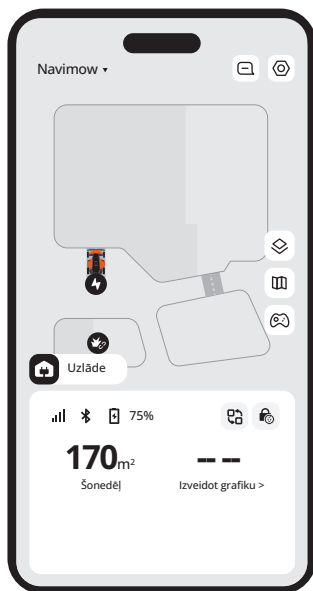 Navimow
Uzlāde
75%
170m²
-- --
Šonedēļ
Izveidot grafiku >